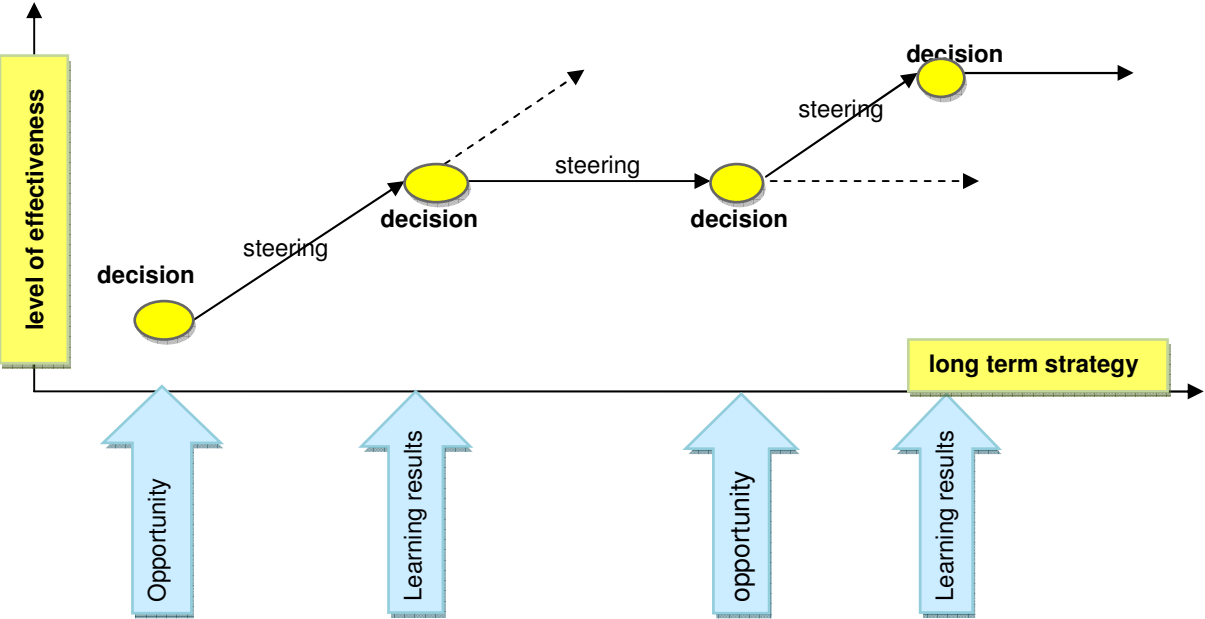 decision
steering
steering
decision
decision
steering
decision
level of effectiveness
long term strategy
Opportunity
Learning results
opportunity
Learning results